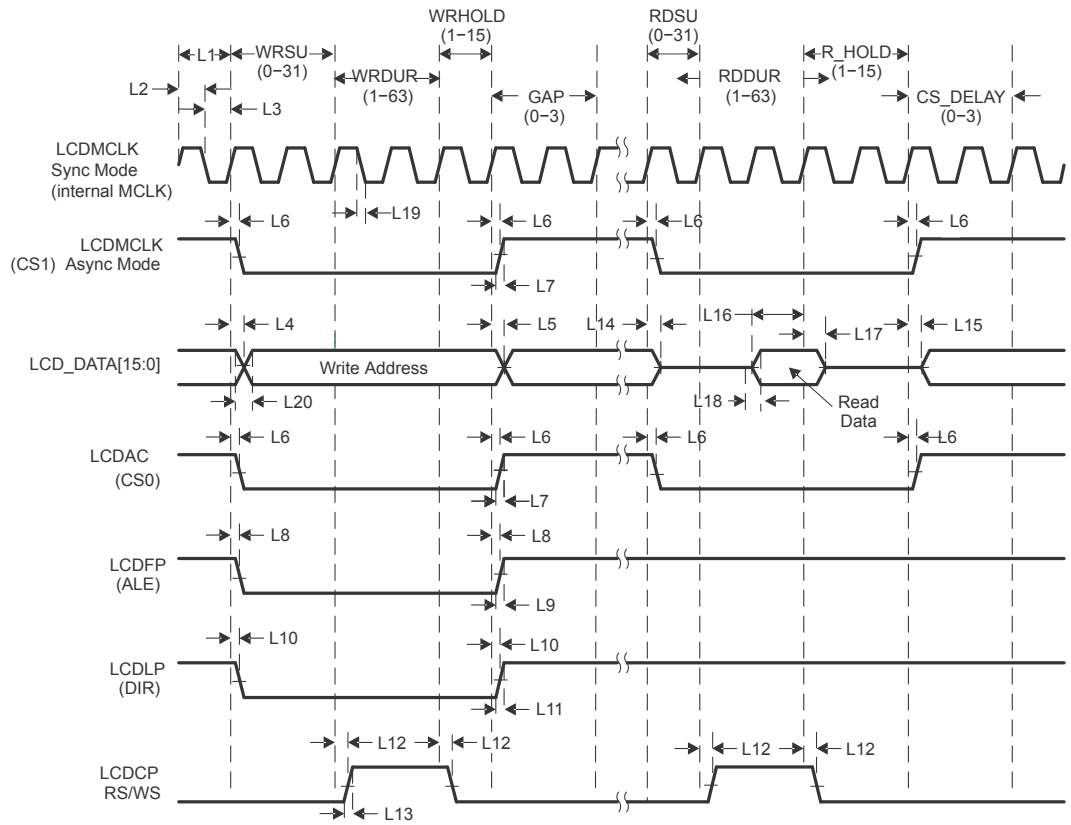 WRHOLD
(1−15)
RDSU
(0−31)
L1
WRSU
(0−31)
R_HOLD
(1−15)
WRDUR
(1−63)
RDDUR
(1−63)
L2
GAP
(0−3)
CS_DELAY
(0−3)
L3
LCDMCLK
Sync Mode
(internal MCLK)
L19
L6
L6
L6
L6
LCDMCLK
(CS1) Async Mode
L7
L4
L5
L14
L16
L17
L15
LCD_DATA[15:0]
Write Address
L20
L18
Read
Data
L6
L6
L6
L6
LCDAC
(CS0)
L7
L8
L8
LCDFP
(ALE)
L9
L10
L10
LCDLP
(DIR)
L11
L12
L12
L12
L12
LCDCP
RS/WS
L13